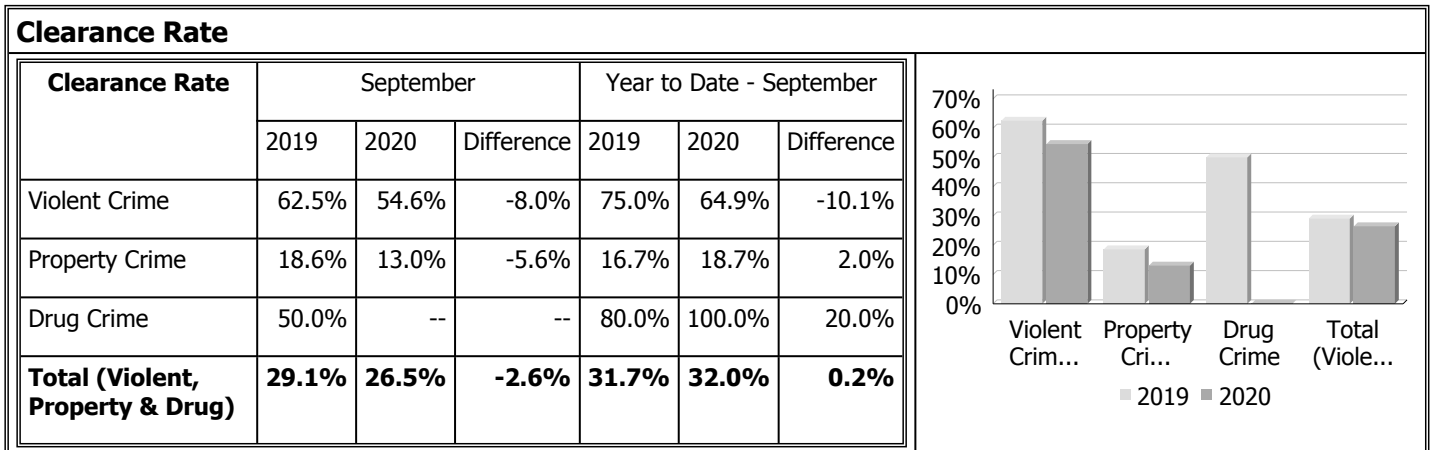 Clearance Rate
Clearance Rate September Year to Date - September
2019 2020 Difference 2019 2020 Difference
Violent Crime 62.5% 54.6% -8.0% 75.0% 64.9% -10.1%
Property Crime 18.6% 13.0% -5.6% 16.7% 18.7% 2.0%
Drug Crime 50.0% -- -- 80.0% 100.0% 20.0%
Total (Violent, 29.1% 26.5% -2.6% 31.7% 32.0% 0.2%
Property & Drug)
70%
60%
50%
40%
30%
20%
10%
0%
Violent Property Drug Total
Crim... Cri... Crime (Viole...
2019 2020